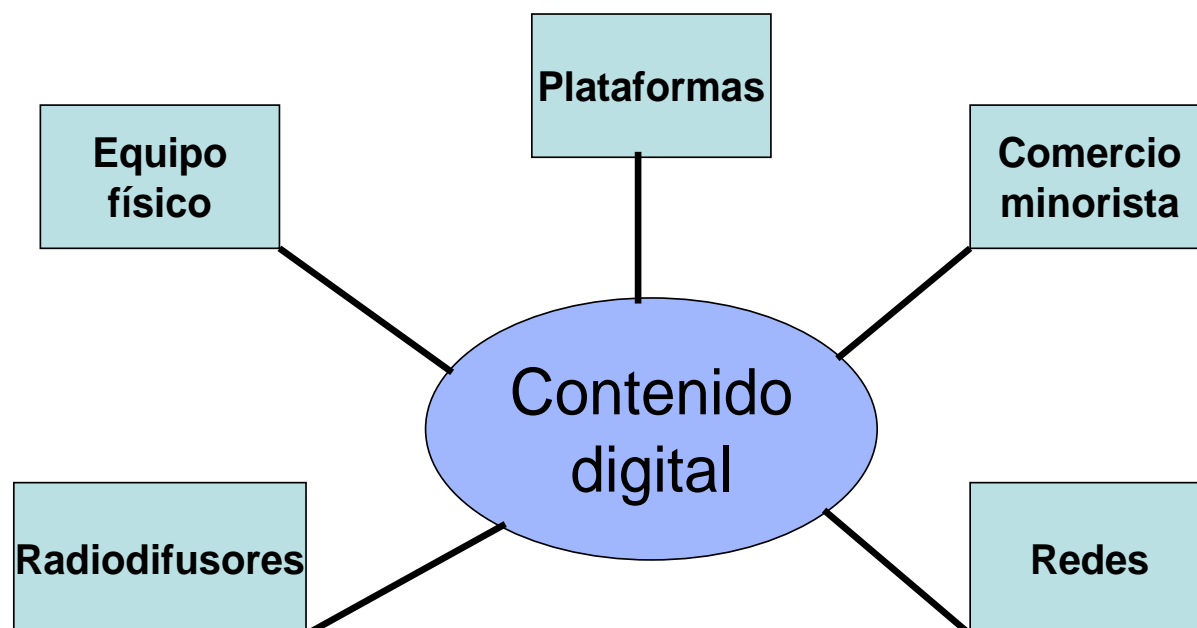 Plataformas
Equipo
físico
Comercio
minorista
Contenido
digital
Radiodifusores
Redes